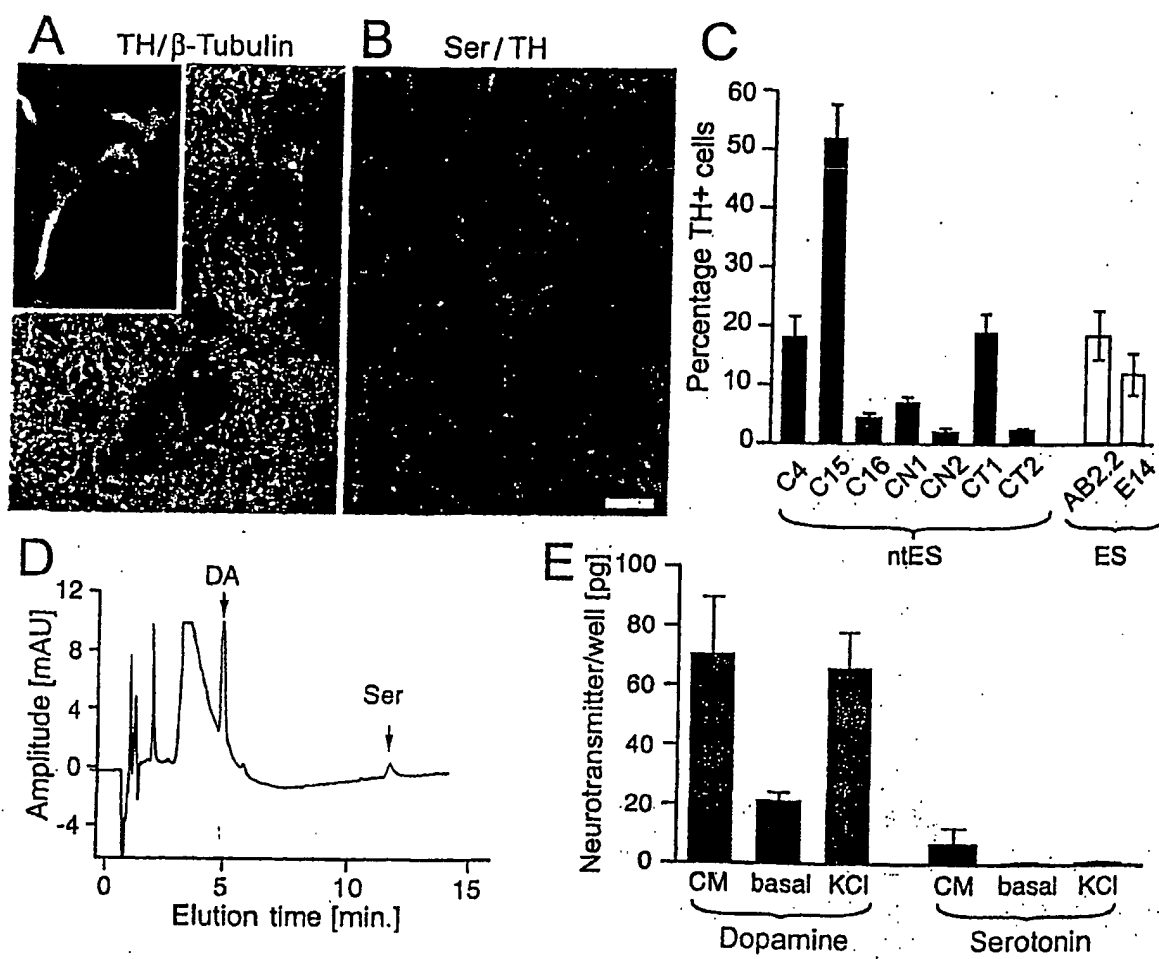 A TH/β-Tubulin
B Ser/TH
C
Percentage TH+ cells
60
50
40
30
20
10
0
C4 C15 C16 CN1 CN2 CT1 CT2 AB2.2 E14
ntES ES
D
Amplitude [mAU]
12
8
4
0
-4
DA
Ser
0 5 10 15
Elution time [min.]
E
Neurotransmitter/well [pg]
100
80
60
40
20
0
CM basal KCl CM basal KCl
Dopamine Serotonin